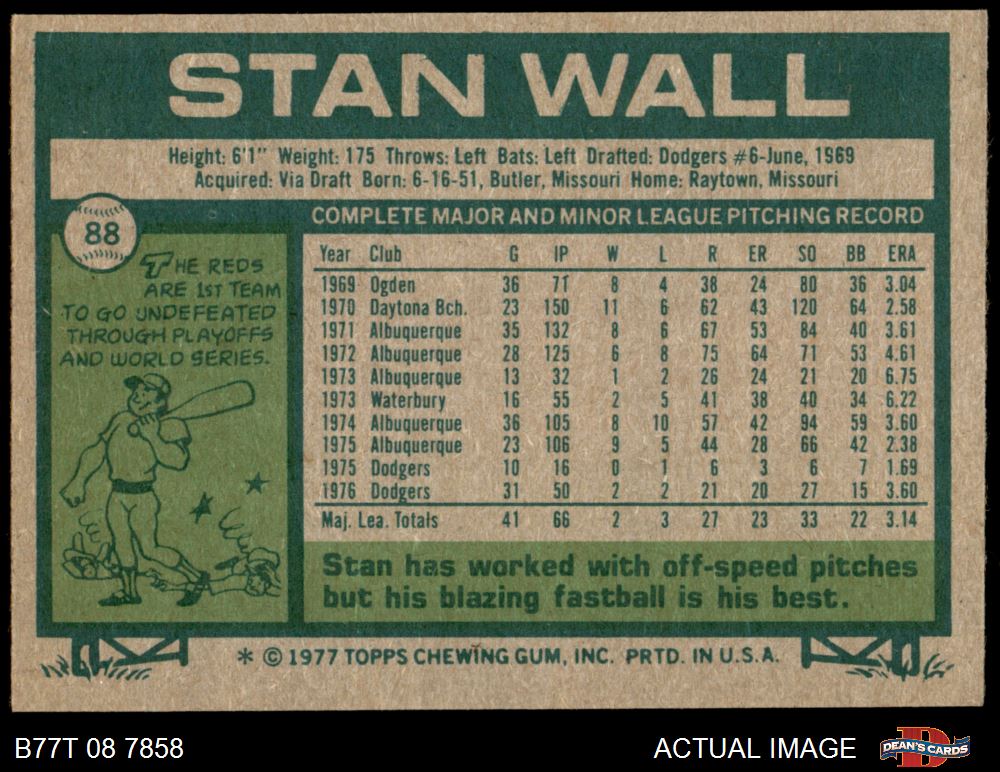 STAN WALL
Height: 6'1" Weight: 175 Throws: Left Bats: Left Drafted: Dodgers #6-June, 1969
Acquired: Via Draft Born: 6-16-51, Butler, Missouri Home: Raytown, Missouri
88
THE REDS
ARE 1ST TEAM
TO GO UNDEFEATED
THROUGH PLAYOFFS
AND WORLD SERIES.
COMPLETE MAJOR AND MINOR LEAGUE PITCHING RECORD
Year Club G IP W L R ER SO BB ERA
1969 Ogden 36 71 8 4 38 24 80 36 3.04
1970 Daytona Bch. 23 150 11 6 62 43 120 64 2.58
1971 Albuquerque 35 132 8 6 67 53 84 40 3.61
1972 Albuquerque 28 125 6 8 75 64 71 53 4.61
1973 Albuquerque 13 32 1 2 26 24 21 20 6.75
1973 Waterbury 16 55 2 5 41 38 40 34 6.22
1974 Albuquerque 36 105 8 10 57 42 94 59 3.60
1975 Albuquerque 23 106 9 5 44 28 66 42 2.38
1975 Dodgers 10 16 0 1 6 3 6 7 1.69
1976 Dodgers 31 50 2 2 21 20 27 15 3.60
Maj. Lea. Totals 41 66 2 3 27 23 33 22 3.14
Stan has worked with off-speed pitches
but his blazing fastball is his best.
* © 1977 TOPPS CHEWING GUM, INC. PRTD. IN U.S.A.
B77T 08 7858
ACTUAL IMAGE
D
DEAN'S CARDS